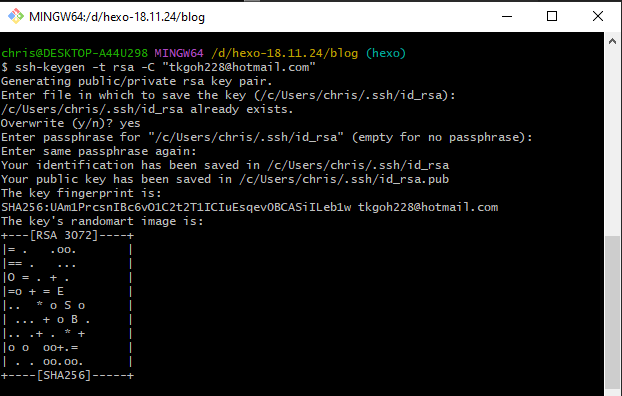 MINGW64:/d/hexo-18.11.24/blog
chris@DESKTOP-A44U298 MINGW64 /d/hexo-18.11.24/blog (hexo)
$ ssh-keygen -t rsa -C "tkgoh228@hotmail.com"
Generating public/private rsa key pair.
Enter file in which to save the key (/c/Users/chris/.ssh/id_rsa):
/c/Users/chris/.ssh/id_rsa already exists.
Overwrite (y/n)? yes
Enter passphrase for "/c/Users/chris/.ssh/id_rsa" (empty for no passphrase):
Enter same passphrase again:
Your identification has been saved in /c/Users/chris/.ssh/id_rsa
Your public key has been saved in /c/Users/chris/.ssh/id_rsa.pub
The key fingerprint is:
SHA256:UAm1PrcsnIBc6vO1C2t2T1ICIuEsqevOBCASiILeb1w tkgoh228@hotmail.com
The key's randomart image is:
+---[RSA 3072]----+
|= .   .oo.       |
|== .   ...       |
|O = . + .        |
|=o + = E         |
|..  * o S o      |
| ... + o B .     |
|.. .+ . * +      |
|o o  oo+.=       |
| . . oo.oo.      |
+----[SHA256]-----+